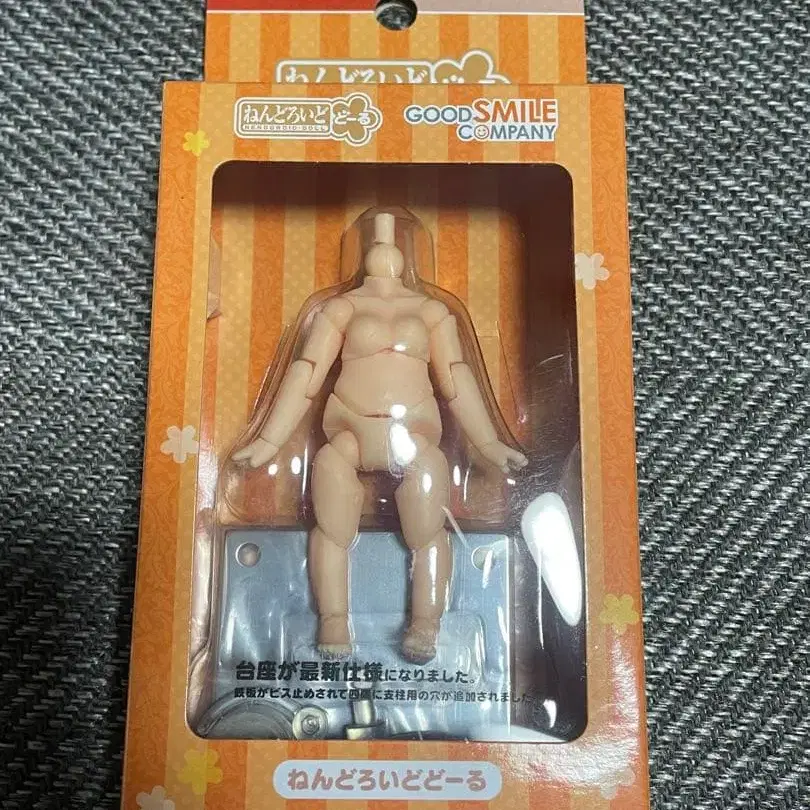 ねんどろいど
ねんどろいど
NENDOROID-DOLL
どーる
GOOD SMILE
COMPANY
台座が最新仕様になりました。
鉄板がビス止めされて四隅に支柱用の穴が追加されました
ねんどろいどどーる